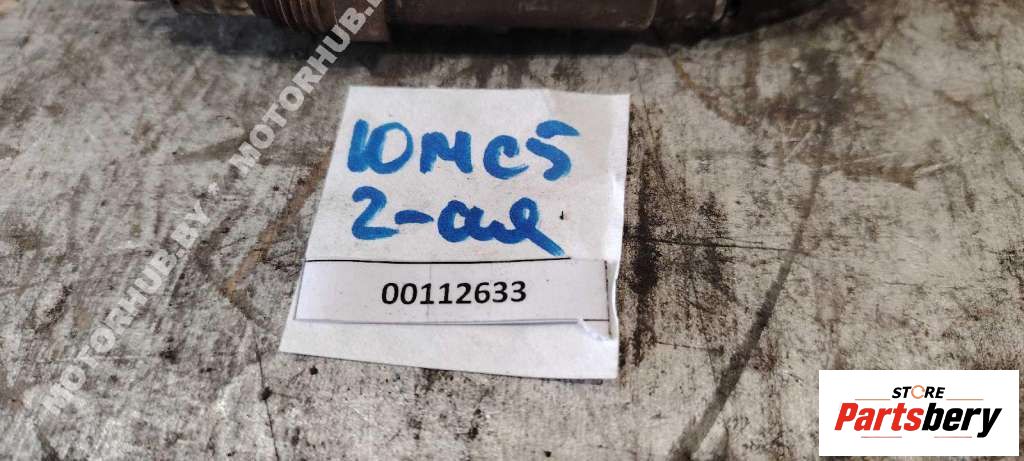 MOTORHUB.BY * MOTORHUB.BY
10MC5
2-ая
00112633
STORE
Partsbery